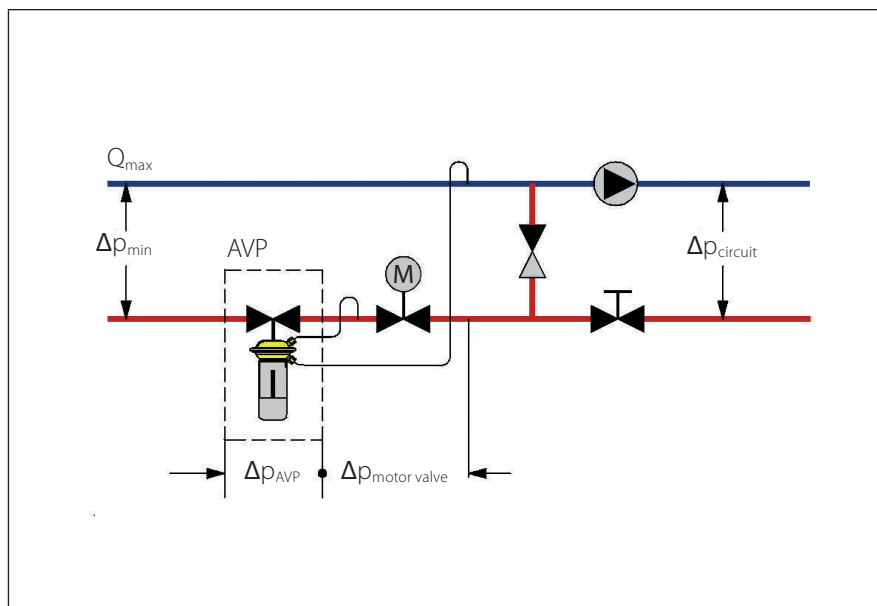 Qmax
Δpmin
AVP
M
Δpcircuit
ΔpAVP
Δpmotor valve